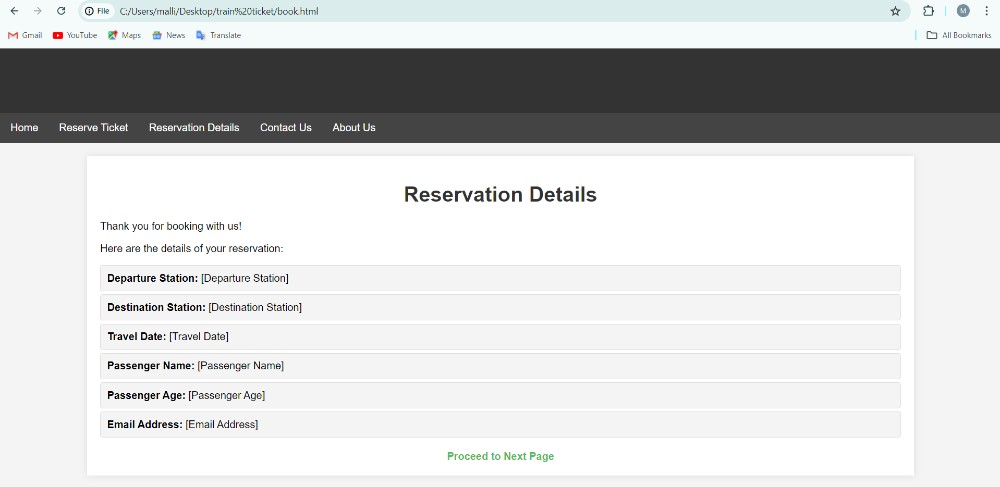 File C:/Users/malli/Desktop/train%20ticket/book.html M
Gmail YouTube Maps News Translate All Bookmarks
Home Reserve Ticket Reservation Details Contact Us About Us
Reservation Details
Thank you for booking with us!
Here are the details of your reservation:
Departure Station: [Departure Station]
Destination Station: [Destination Station]
Travel Date: [Travel Date]
Passenger Name: [Passenger Name]
Passenger Age: [Passenger Age]
Email Address: [Email Address]
Proceed to Next Page